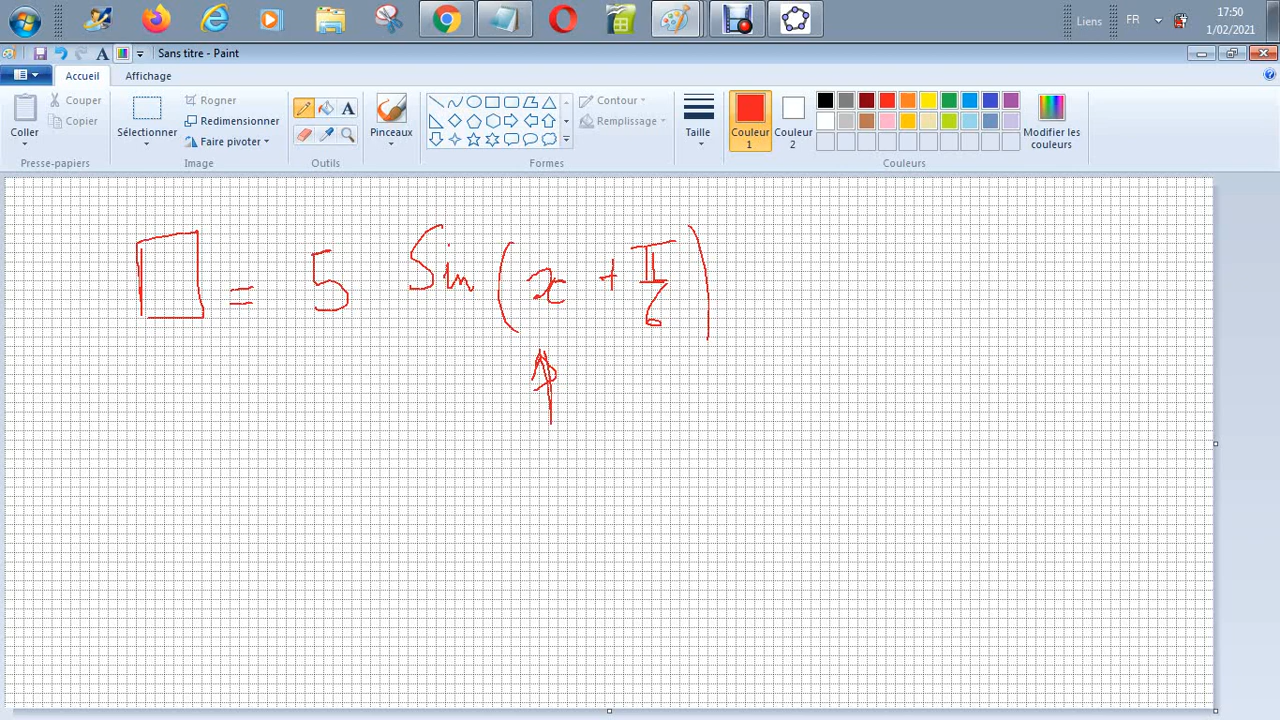 Liens FR 17:50
1/02/2021
Sans titre - Paint
Accueil Affichage
Coller
Couper
Copier
Presse-papiers
Sélectionner
Rogner
Redimensionner
Faire pivoter
Image
A
Outils
Pinceaux
Contour
Remplissage
Formes
Taille
Couleur 1
Couleur 2
Modifier les couleurs
Couleurs
□ = 5 Sin (x + π/6)